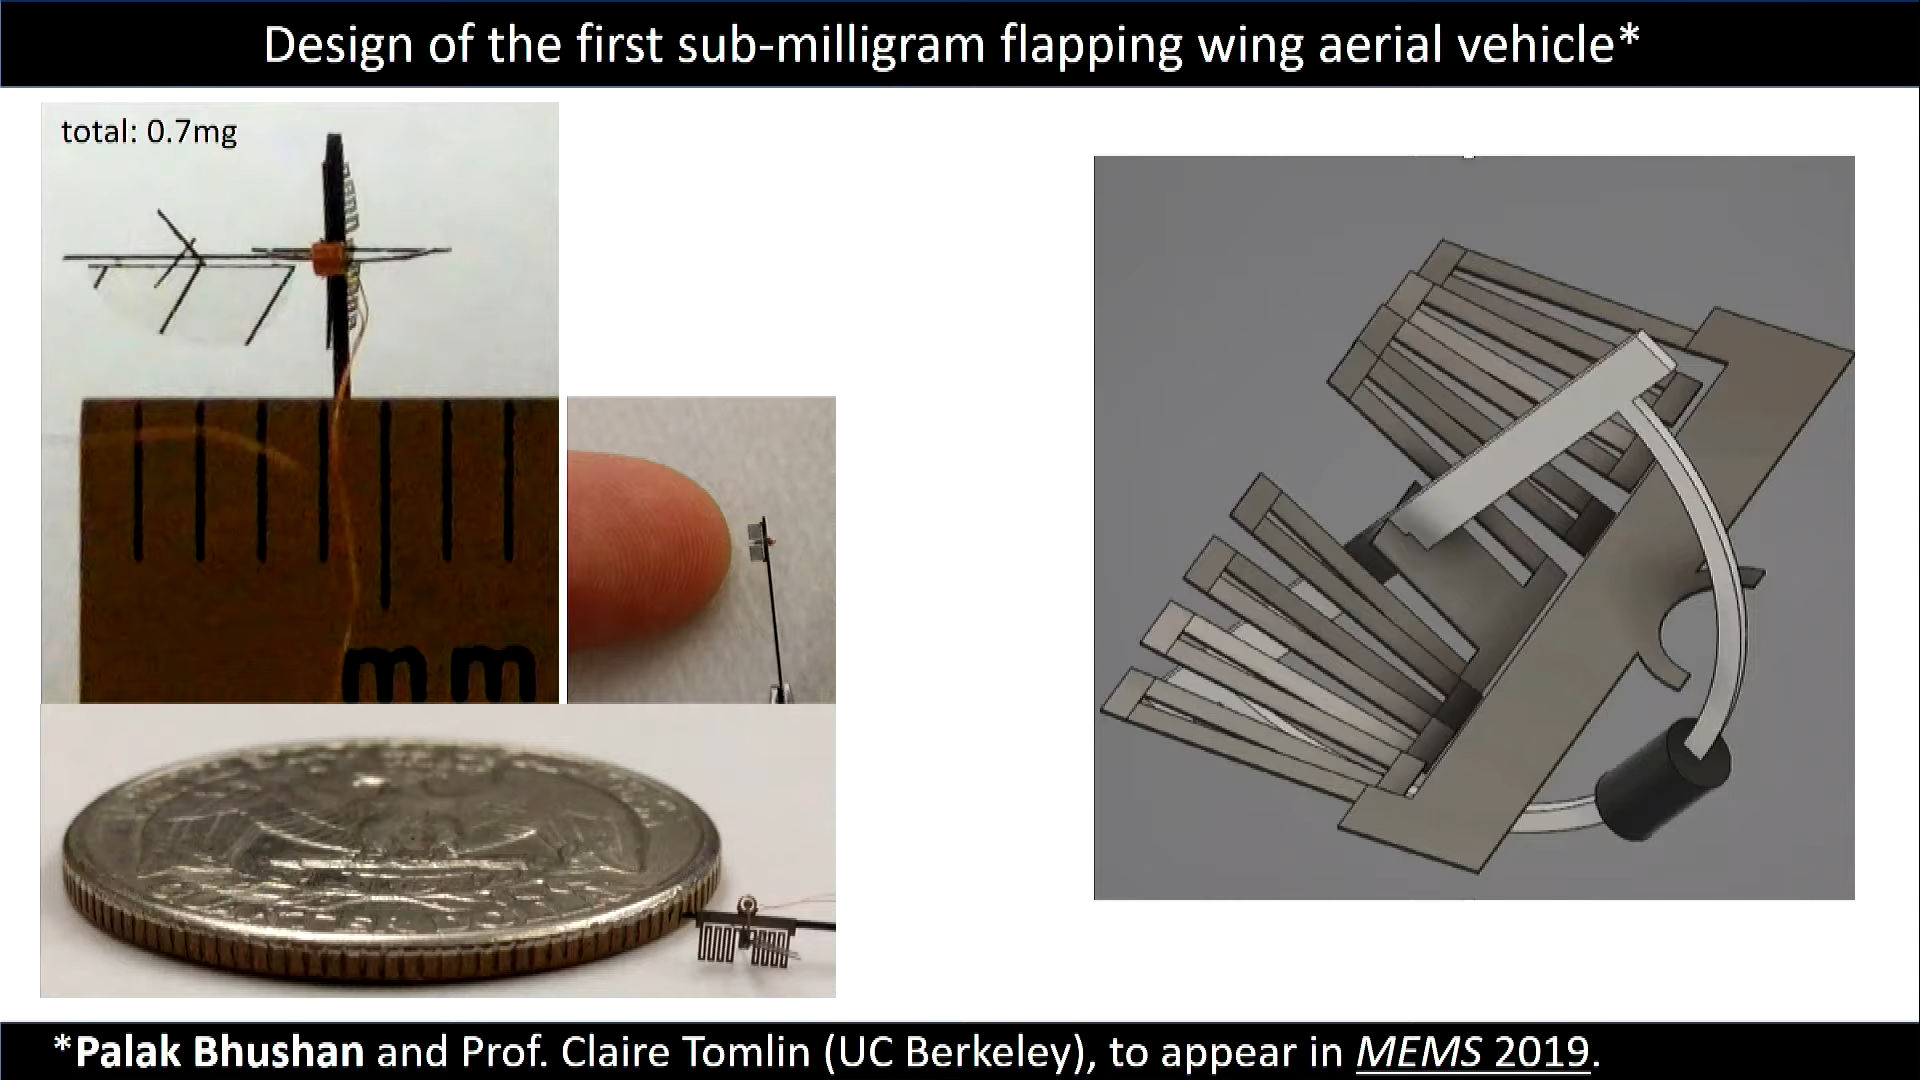 Design of the first sub-milligram flapping wing aerial vehicle*
total: 0.7mg
mm
*Palak Bhushan and Prof. Claire Tomlin (UC Berkeley), to appear in MEMS 2019.